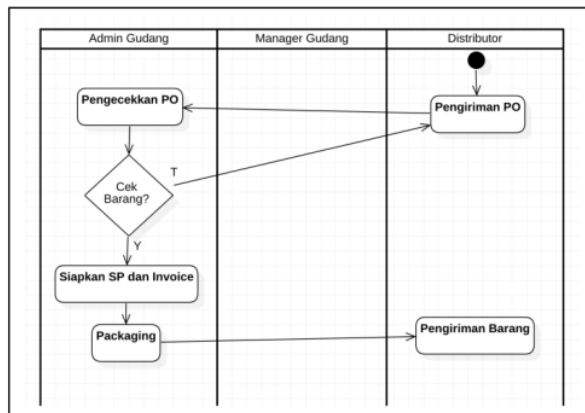 Admin Gudang
Manager Gudang
Distributor
Pengecekkan PO
Pengiriman PO
T
Cek
Barang?
Y
Siapkan SP dan Invoice
Packaging
Pengiriman Barang